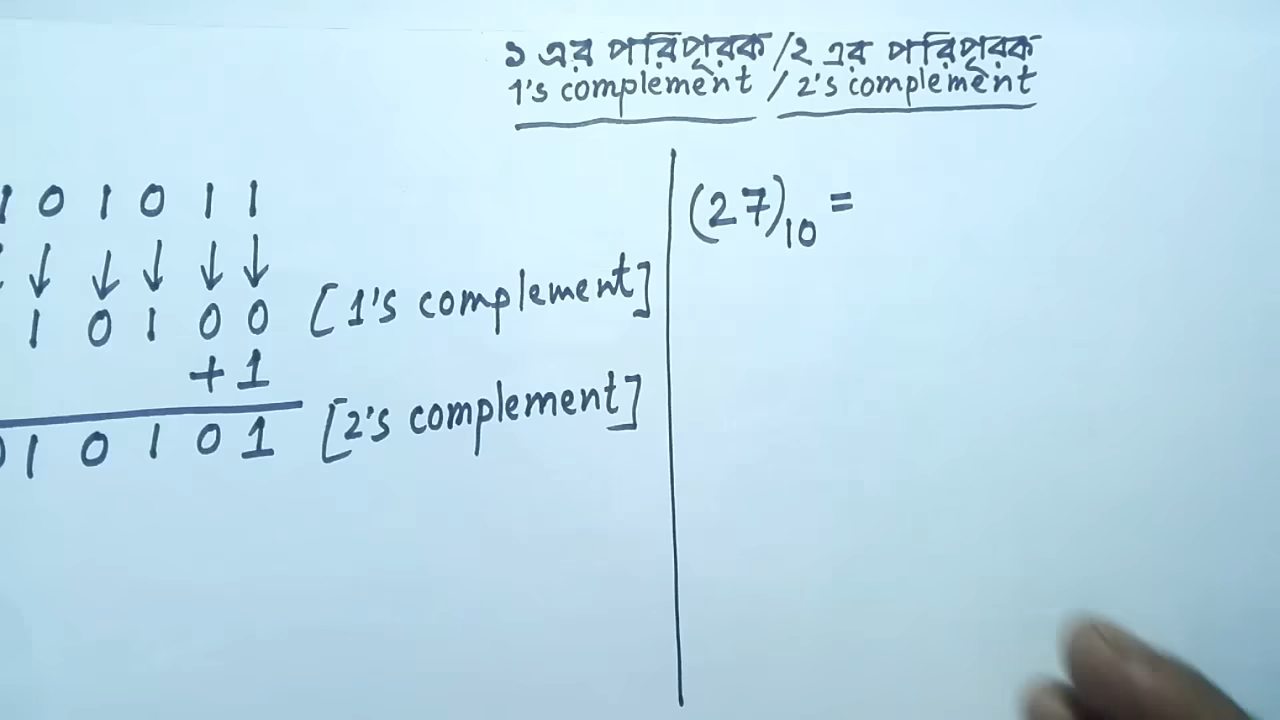 ১ এর পরিপূরক /২ এর পরিপূরক
1's complement / 2's complement
1 0 1 0 1 1
1 0 1 0 0 [1's complement]
+1
1 0 1 0 1 [2's complement]
(27)10 =